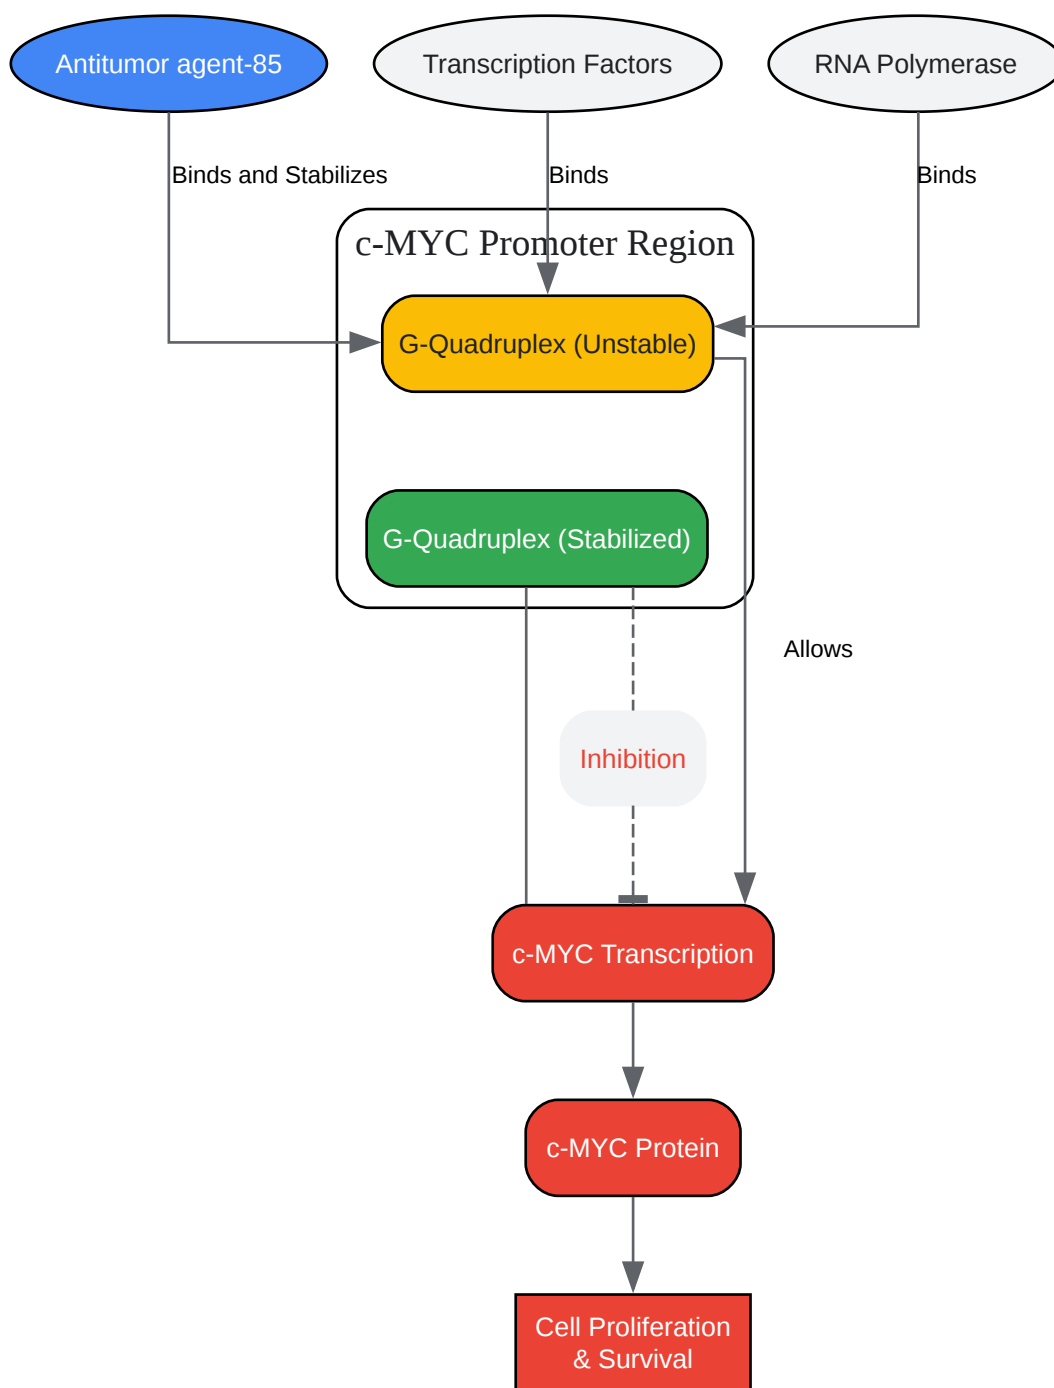 Antitumor agent-85
Transcription Factors
RNA Polymerase
Binds and Stabilizes
Binds
Binds
c-MYC Promoter Region
G-Quadruplex (Unstable)
G-Quadruplex (Stabilized)
Allows
Inhibition
c-MYC Transcription
c-MYC Protein
Cell Proliferation
& Survival